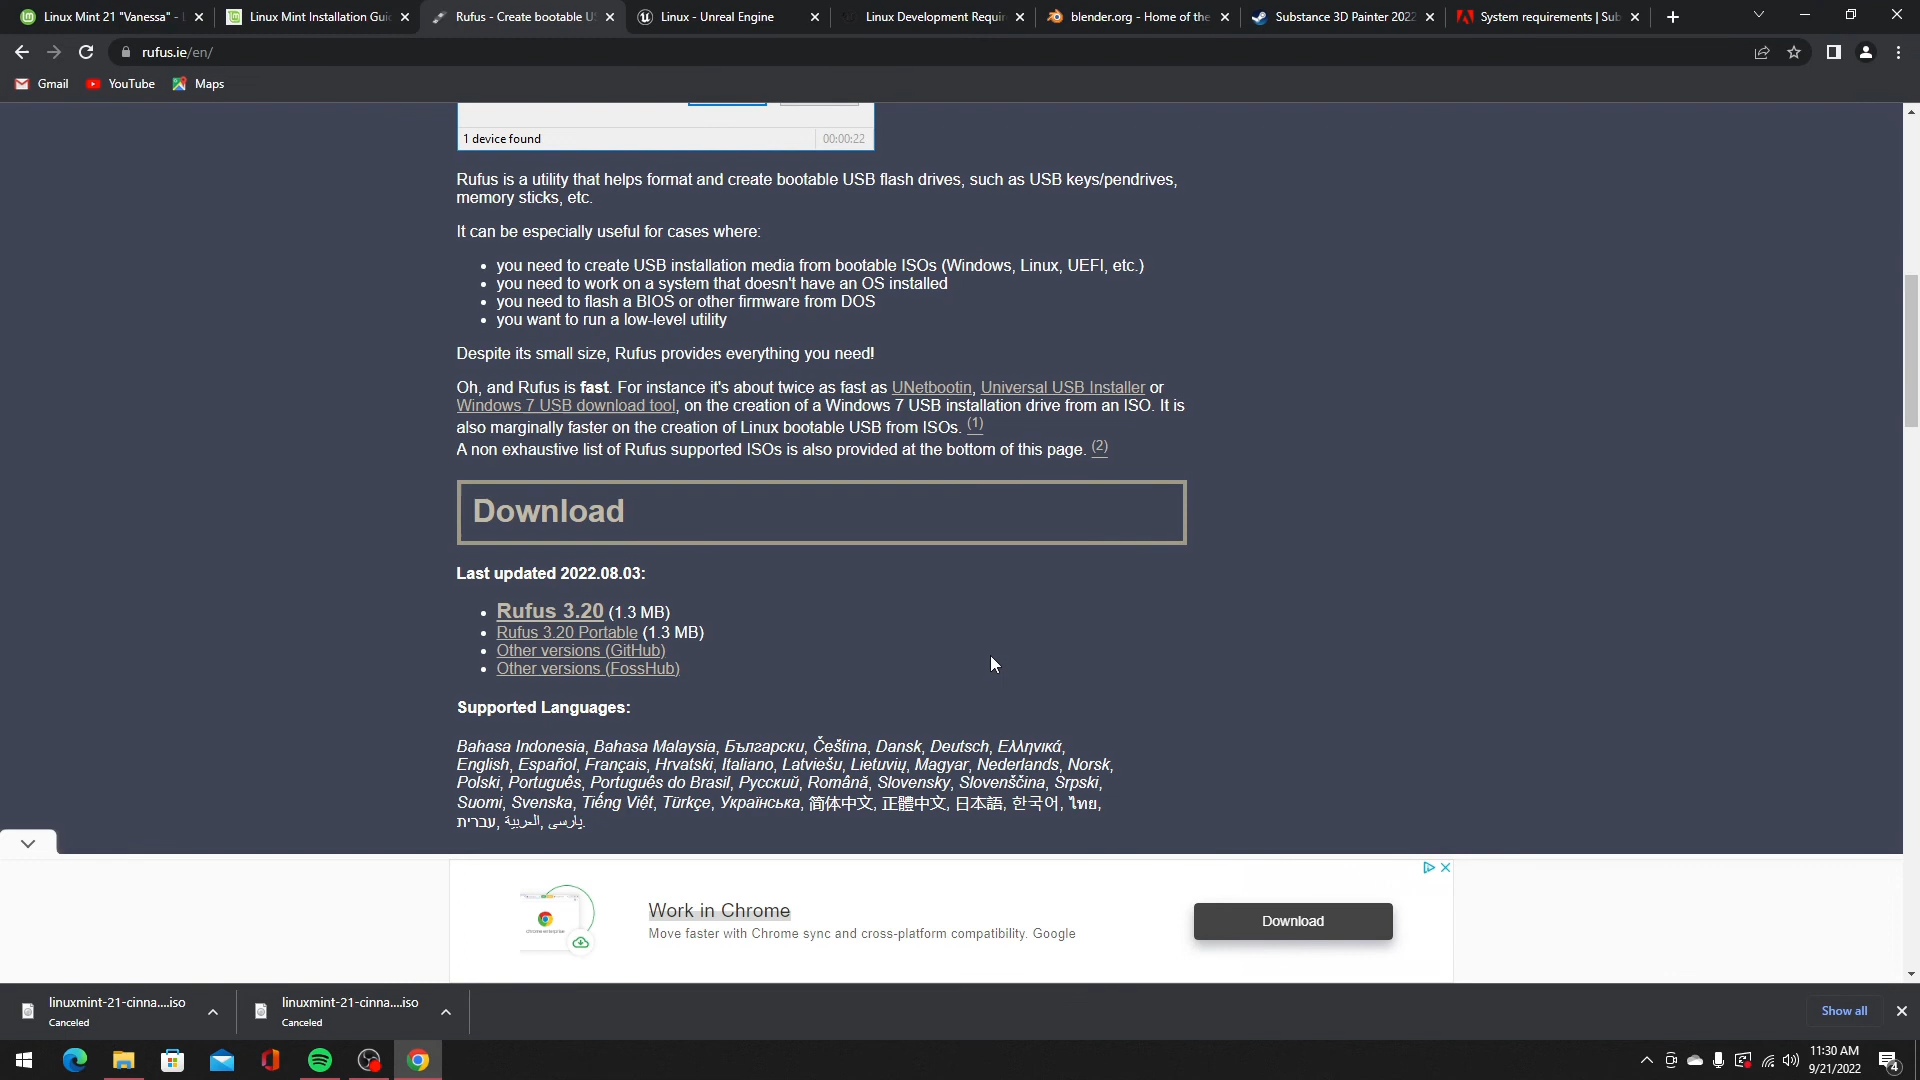 Linux Mint 21 "Vanessa" -
Linux Mint Installation Guid
Rufus - Create bootable US
Linux - Unreal Engine
Linux Development Requir
blender.org - Home of the
Substance 3D Painter 2022
System requirements | Sub
rufus.ie/en/
Gmail
YouTube
Maps
1 device found
00:00:22
Rufus is a utility that helps format and create bootable USB flash drives, such as USB keys/pendrives,
memory sticks, etc.
It can be especially useful for cases where:
• you need to create USB installation media from bootable ISOs (Windows, Linux, UEFI, etc.)
• you need to work on a system that doesn't have an OS installed
• you need to flash a BIOS or other firmware from DOS
• you want to run a low-level utility
Despite its small size, Rufus provides everything you need!
Oh, and Rufus is fast. For instance it's about twice as fast as UNetbootin, Universal USB Installer or
Windows 7 USB download tool, on the creation of a Windows 7 USB installation drive from an ISO. It is
also marginally faster on the creation of Linux bootable USB from ISOs. (1)
A non exhaustive list of Rufus supported ISOs is also provided at the bottom of this page. (2)
Download
Last updated 2022.08.03:
• Rufus 3.20 (1.3 MB)
• Rufus 3.20 Portable (1.3 MB)
• Other versions (GitHub)
• Other versions (FossHub)
Supported Languages:
Bahasa Indonesia, Bahasa Malaysia, Български, Čeština, Dansk, Deutsch, Ελληνικά,
English, Español, Français, Hrvatski, Italiano, Latviešu, Lietuvių, Magyar, Nederlands, Norsk,
Polski, Português, Português do Brasil, Русский, Română, Slovensky, Slovenščina, Srpski,
Suomi, Svenska, Tiếng Việt, Türkçe, Українська, 简体中文, 正體中文, 日本語, 한국어, ไทย,
עברית, العربية, پارسی.
Work in Chrome
Move faster with Chrome sync and cross-platform compatibility. Google
Download
linuxmint-21-cinna....iso
Canceled
linuxmint-21-cinna....iso
Canceled
Show all
11:30 AM
9/21/2022
4